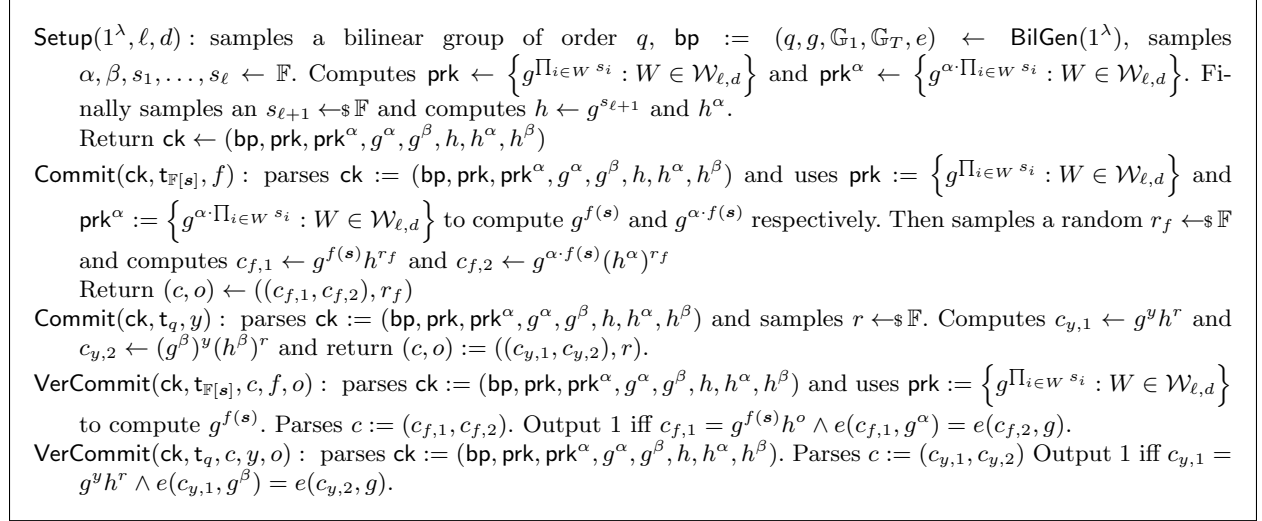 Setup(1^λ, ℓ, d) : samples a bilinear group of order q, bp := (q, g, 𝔾₁, 𝔾_T, e) ← BilGen(1^λ), samples
α, β, s₁, . . . , s_ℓ ← 𝔽. Computes prk ← {g^{∏_{i∈W} s_i} : W ∈ 𝒲_{ℓ,d}} and prk^α ← {g^{α·∏_{i∈W} s_i} : W ∈ 𝒲_{ℓ,d}}. Fi-
nally samples an s_{ℓ+1} ←$ 𝔽 and computes h ← g^{s_{ℓ+1}} and h^α.
Return ck ← (bp, prk, prk^α, g^α, g^β, h, h^α, h^β)
Commit(ck, t_{𝔽[𝒔]}, f) : parses ck := (bp, prk, prk^α, g^α, g^β, h, h^α, h^β) and uses prk := {g^{∏_{i∈W} s_i} : W ∈ 𝒲_{ℓ,d}} and
prk^α := {g^{α·∏_{i∈W} s_i} : W ∈ 𝒲_{ℓ,d}} to compute g^{f(𝒔)} and g^{α·f(𝒔)} respectively. Then samples a random r_f ←$ 𝔽
and computes c_{f,1} ← g^{f(𝒔)}h^{r_f} and c_{f,2} ← g^{α·f(𝒔)}(h^α)^{r_f}
Return (c, o) ← ((c_{f,1}, c_{f,2}), r_f)
Commit(ck, t_q, y) : parses ck := (bp, prk, prk^α, g^α, g^β, h, h^α, h^β) and samples r ←$ 𝔽. Computes c_{y,1} ← g^y h^r and
c_{y,2} ← (g^β)^y(h^β)^r and return (c, o) := ((c_{y,1}, c_{y,2}), r).
VerCommit(ck, t_{𝔽[𝒔]}, c, f, o) : parses ck := (bp, prk, prk^α, g^α, g^β, h, h^α, h^β) and uses prk := {g^{∏_{i∈W} s_i} : W ∈ 𝒲_{ℓ,d}}
to compute g^{f(𝒔)}. Parses c := (c_{f,1}, c_{f,2}). Output 1 iff c_{f,1} = g^{f(𝒔)}h^o ∧ e(c_{f,1}, g^α) = e(c_{f,2}, g).
VerCommit(ck, t_q, c, y, o) : parses ck := (bp, prk, prk^α, g^α, g^β, h, h^α, h^β). Parses c := (c_{y,1}, c_{y,2}) Output 1 iff c_{y,1} =
g^y h^r ∧ e(c_{y,1}, g^β) = e(c_{y,2}, g).